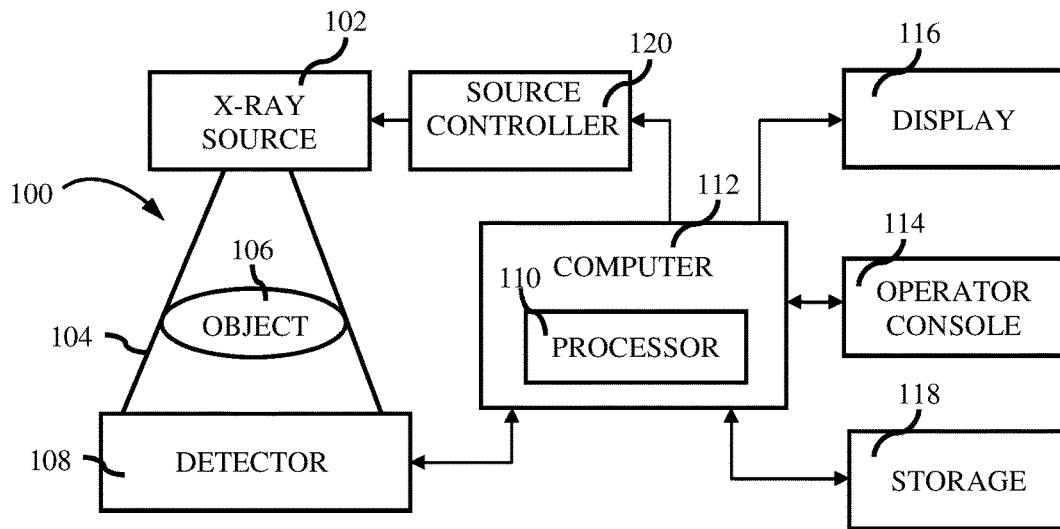 102
X-RAY
SOURCE
120
SOURCE
CONTROLLER
116
DISPLAY
100
106
OBJECT
104
112
COMPUTER
110
PROCESSOR
114
OPERATOR
CONSOLE
108
DETECTOR
118
STORAGE